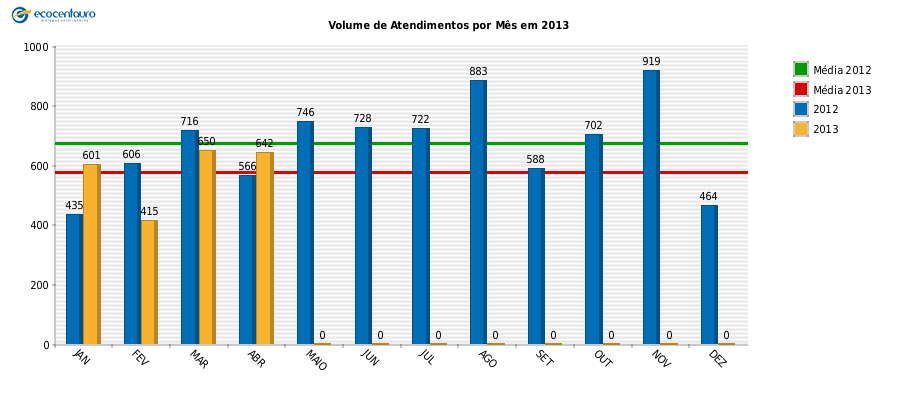 ecocentauro
Volume de Atendimentos por Mês em 2013
1000
800
600
400
200
0
435
601
606
415
716
650
566
642
746
0
728
0
722
0
883
0
588
0
702
0
919
0
464
0
JAN
FEV
MAR
ABR
MAIO
JUN
JUL
AGO
SET
OUT
NOV
DEZ
Média 2012
Média 2013
2012
2013